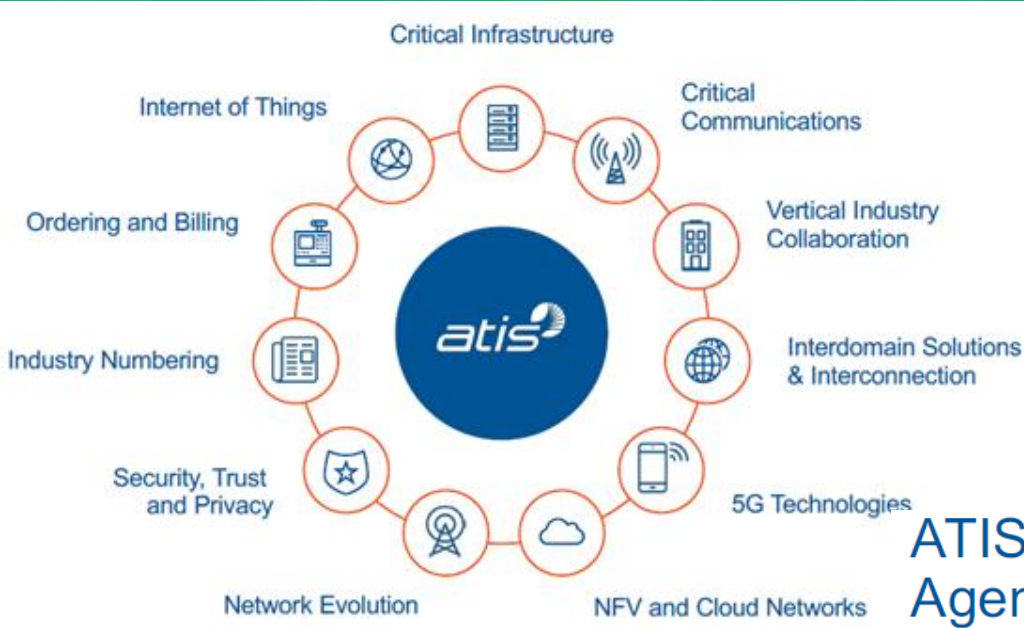 Critical Infrastructure
Critical
Communications
Internet of Things
Vertical Industry
Collaboration
Ordering and Billing
atis
Interdomain Solutions
& Interconnection
Industry Numbering
Security, Trust
and Privacy
5G Technologies
ATIS
Network Evolution
NFV and Cloud Networks